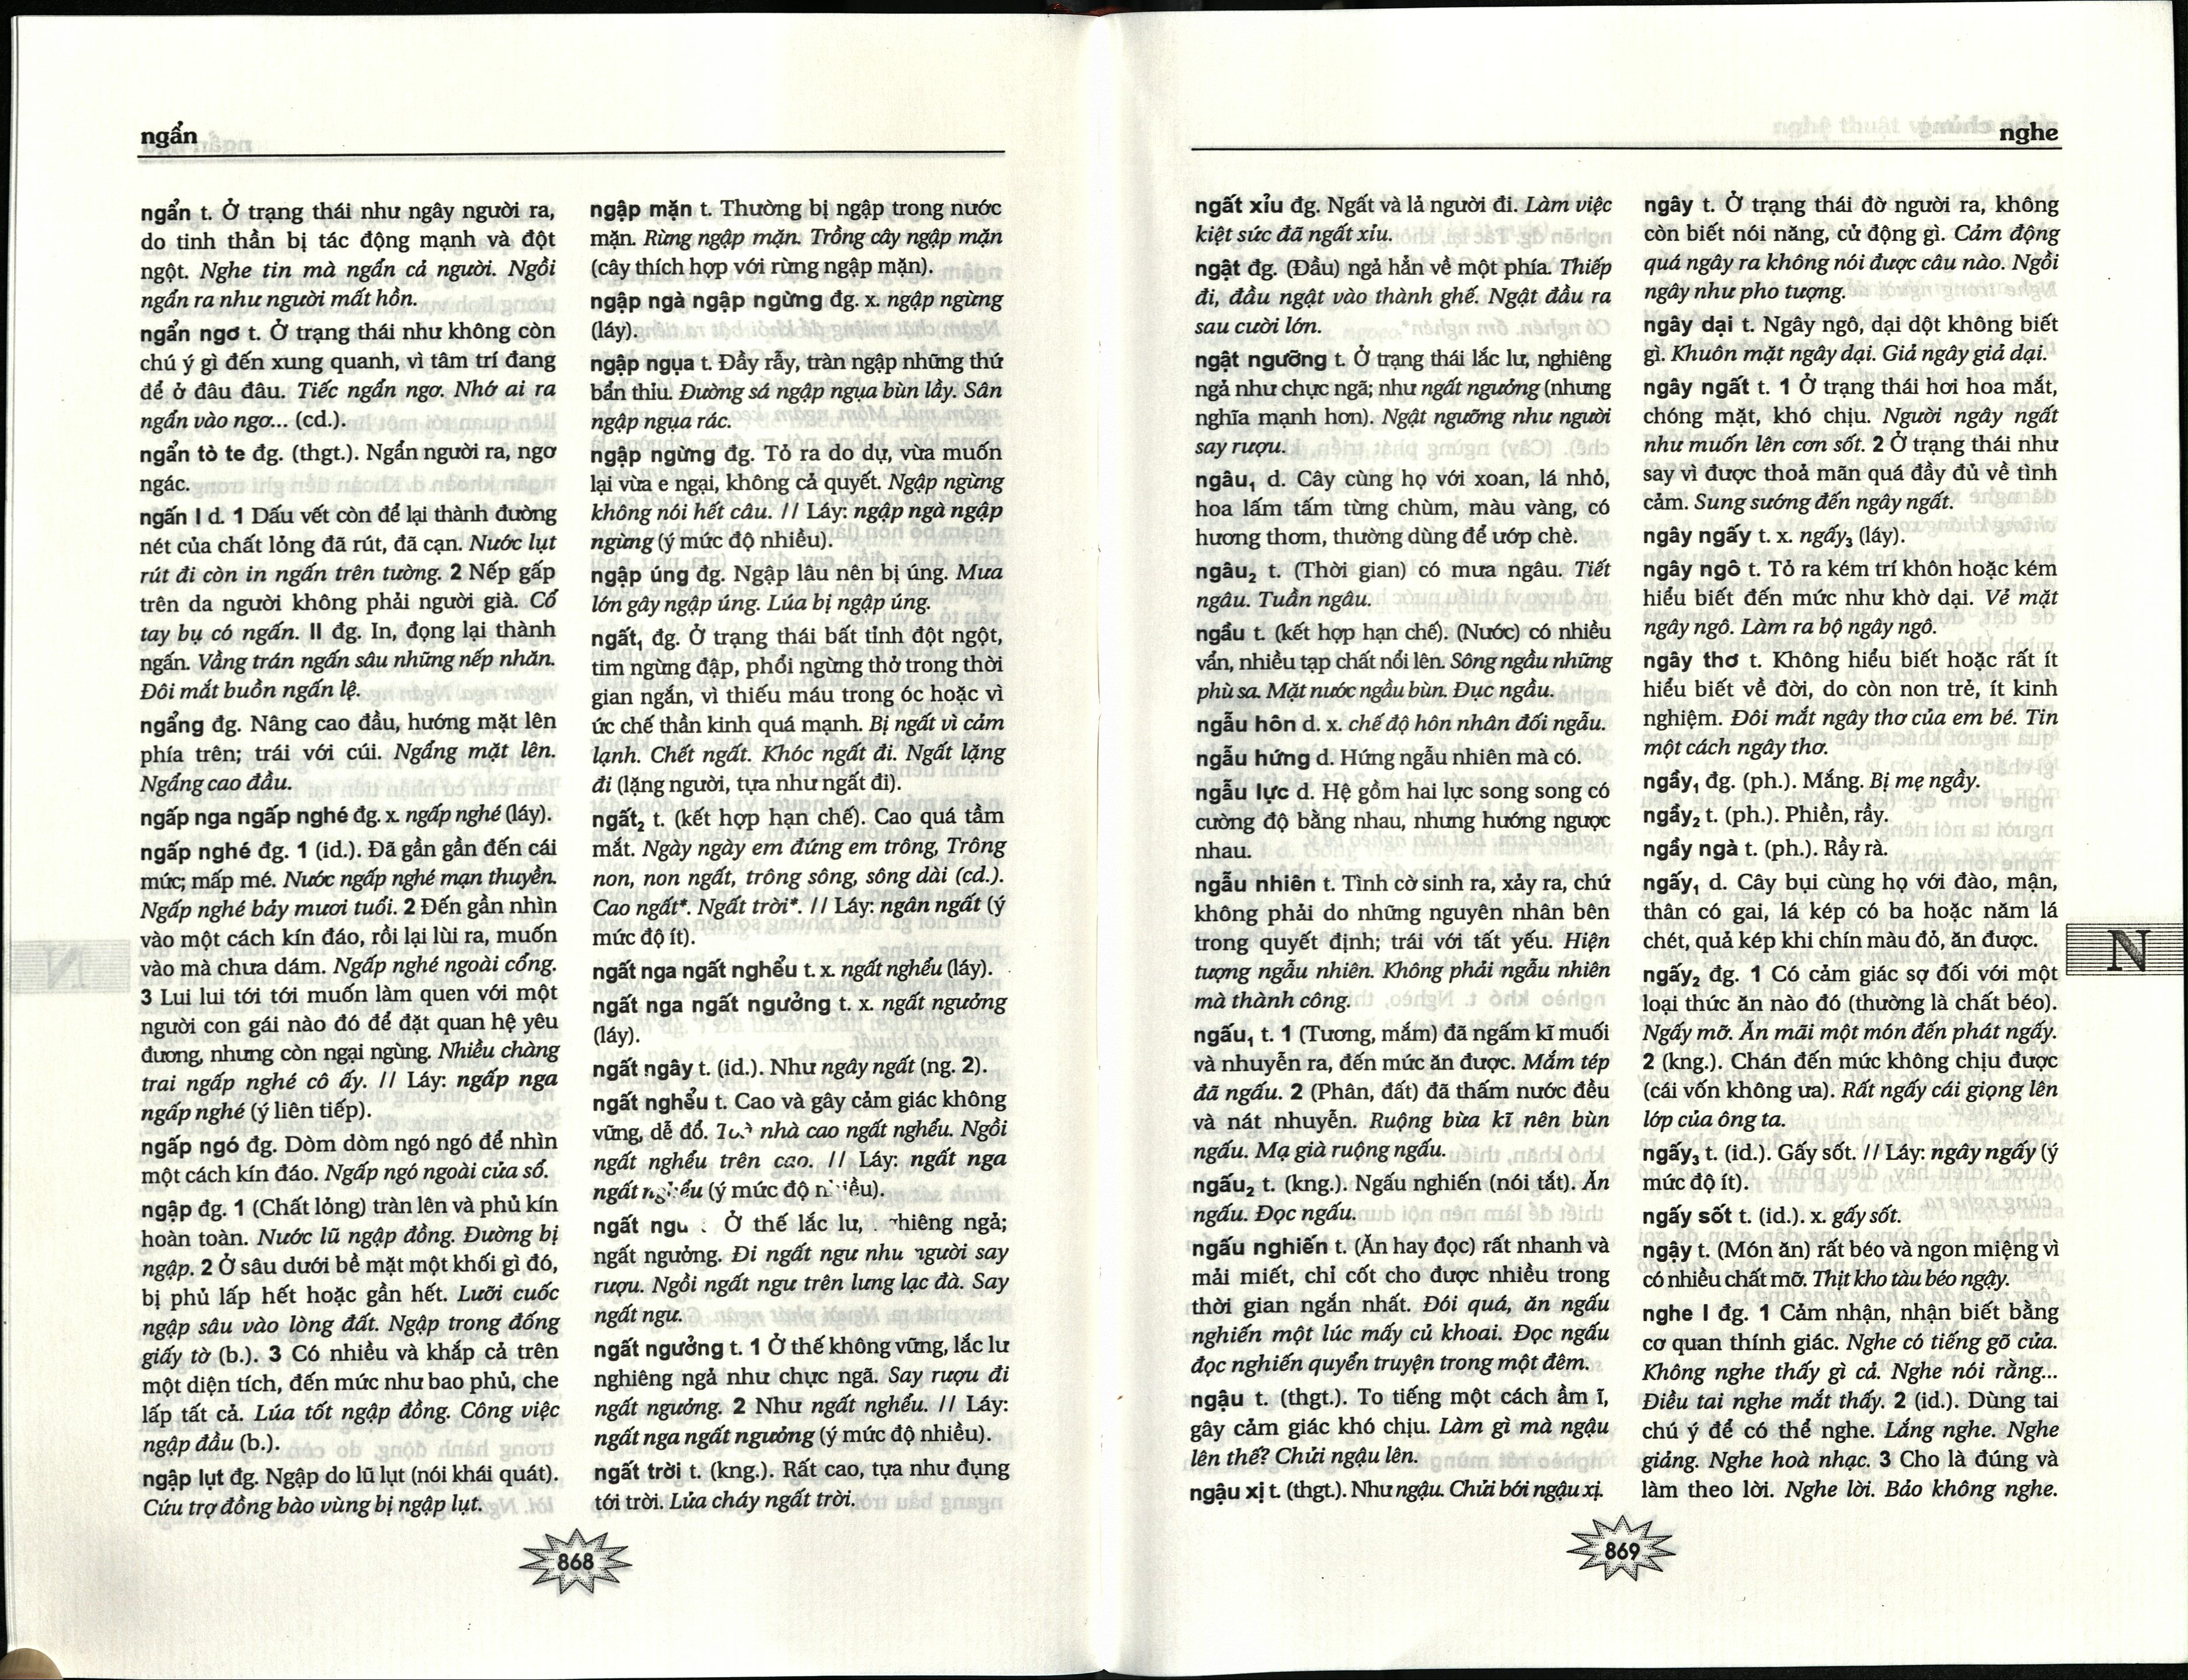 ngẩn
ngẩn t. Ở trạng thái như ngây người ra,
do tinh thần bị tác động mạnh và đột
ngột. Nghe tin mà ngẩn cả người. Ngồi
ngẩn ra như người mất hồn.
ngẩn ngơ t. Ở trạng thái như không còn
chú ý gì đến xung quanh, vì tâm trí đang
để ở đâu đâu. Tiếc ngẩn ngơ. Nhớ ai ra
ngẩn vào ngơ... (cd.).
ngẩn tò te đg. (thgt.). Ngẩn người ra, ngơ
ngác.
ngấn I d. 1 Dấu vết còn để lại thành đường
nét của chất lỏng đã rút, đã cạn. Nước lụt
rút đi còn in ngấn trên tường. 2 Nếp gấp
trên da người không phải người già. Cổ
tay bụ có ngấn. II đg. In, đọng lại thành
ngấn. Vầng trán ngấn sâu những nếp nhăn.
Đôi mắt buồn ngấn lệ.
ngẩng đg. Nâng cao đầu, hướng mặt lên
phía trên; trái với cúi. Ngẩng mặt lên.
Ngẩng cao đầu.
ngấp nga ngấp nghé đg. x. ngấp nghé (láy).
ngấp nghé đg. 1 (id.). Đã gần gần đến cái
mức; mấp mé. Nước ngấp nghé mạn thuyền.
Ngấp nghé bảy mươi tuổi. 2 Đến gần nhìn
vào một cách kín đáo, rồi lại lùi ra, muốn
vào mà chưa dám. Ngấp nghé ngoài cổng.
3 Lui lui tới tới muốn làm quen với một
người con gái nào đó để đặt quan hệ yêu
đương, nhưng còn ngại ngùng. Nhiều chàng
trai ngấp nghé cô ấy. // Láy: ngấp nga
ngấp nghé (ý liên tiếp).
ngấp ngó đg. Dòm dòm ngó ngó để nhìn
một cách kín đáo. Ngấp ngó ngoài cửa sổ.
ngập đg. 1 (Chất lỏng) tràn lên và phủ kín
hoàn toàn. Nước lũ ngập đồng. Đường bị
ngập. 2 Ở sâu dưới bề mặt một khối gì đó,
bị phủ lấp hết hoặc gần hết. Lưỡi cuốc
ngập sâu vào lòng đất. Ngập trong đống
giấy tờ (b.). 3 Có nhiều và khắp cả trên
một diện tích, đến mức như bao phủ, che
lấp tất cả. Lúa tốt ngập đồng. Công việc
ngập đầu (b.).
ngập lụt đg. Ngập do lũ lụt (nói khái quát).
Cứu trợ đồng bào vùng bị ngập lụt.
ngập mặn t. Thường bị ngập trong nước
mặn. Rừng ngập mặn. Trồng cây ngập mặn
(cây thích hợp với rừng ngập mặn).
ngập ngà ngập ngừng đg. x. ngập ngừng
(láy).
ngập ngụa t. Đầy rẫy, tràn ngập những thứ
bẩn thỉu. Đường sá ngập ngụa bùn lầy. Sân
ngập ngụa rác.
ngập ngừng đg. Tỏ ra do dự, vừa muốn
lại vừa e ngại, không cả quyết. Ngập ngừng
không nói hết câu. // Láy: ngập ngà ngập
ngừng (ý mức độ nhiều).
ngập úng đg. Ngập lâu nên bị úng. Mưa
lớn gây ngập úng. Lúa bị ngập úng.
ngất₁ đg. Ở trạng thái bất tỉnh đột ngột,
tim ngừng đập, phổi ngừng thở trong thời
gian ngắn, vì thiếu máu trong óc hoặc vì
ức chế thần kinh quá mạnh. Bị ngất vì cảm
lạnh. Chết ngất. Khóc ngất đi. Ngất lặng
đi (lặng người, tựa như ngất đi).
ngất₂ t. (kết hợp hạn chế). Cao quá tầm
mắt. Ngày ngày em đứng em trông, Trông
non, non ngất, trông sông, sông dài (cd.).
Cao ngất*. Ngất trời*. // Láy: ngân ngất (ý
mức độ ít).
ngất nga ngất nghểu t. x. ngất nghểu (láy).
ngất nga ngất ngưởng t. x. ngất ngưởng
(láy).
ngất ngây t. (id.). Như ngây ngất (ng. 2).
ngất nghểu t. Cao và gây cảm giác không
vững, dễ đổ. nhà cao ngất nghểu. Ngồi
ngất nghểu trên cao. // Láy: ngất nga
ngất nghểu (ý mức độ nhiều).
ngất Ở thế lắc lư, nghiêng ngả;
ngất ngưởng. Đi ngất ngư như người say
rượu. Ngồi ngất ngư trên lưng lạc đà. Say
ngất ngư.
ngất ngưởng t. 1 Ở thế không vững, lắc lư
nghiêng ngả như chực ngã. Say rượu đi
ngất ngưởng. 2 Như ngất nghểu. // Láy:
ngất nga ngất ngưởng (ý mức độ nhiều).
ngất trời t. (kng.). Rất cao, tựa như đụng
tới trời. Lửa cháy ngất trời.
868
nghe
ngất xỉu đg. Ngất và lả người đi. Làm việc
kiệt sức đã ngất xỉu.
ngật đg. (Đầu) ngả hẳn về một phía. Thiếp
đi, đầu ngật vào thành ghế. Ngật đầu ra
sau cười lớn.
ngật ngưỡng t. Ở trạng thái lắc lư, nghiêng
ngả như chực ngã; như ngất ngưởng (nhưng
nghĩa mạnh hơn). Ngật ngưỡng như người
say rượu.
ngâu₁ d. Cây cùng họ với xoan, lá nhỏ,
hoa lấm tấm từng chùm, màu vàng, có
hương thơm, thường dùng để ướp chè.
ngâu₂ t. (Thời gian) có mưa ngâu. Tiết
ngâu. Tuần ngâu.
ngầu t. (kết hợp hạn chế). (Nước) có nhiều
vẩn, nhiều tạp chất nổi lên. Sông ngầu những
phù sa. Mặt nước ngầu bùn. Đục ngầu.
ngẫu hôn d. x. chế độ hôn nhân đối ngẫu.
ngẫu hứng d. Hứng ngẫu nhiên mà có.
ngẫu lực d. Hệ gồm hai lực song song có
cường độ bằng nhau, nhưng hướng ngược
nhau.
ngẫu nhiên t. Tình cờ sinh ra, xảy ra, chứ
không phải do những nguyên nhân bên
trong quyết định; trái với tất yếu. Hiện
tượng ngẫu nhiên. Không phải ngẫu nhiên
mà thành công.
ngấu₁ t. 1 (Tương, mắm) đã ngấm kĩ muối
và nhuyễn ra, đến mức ăn được. Mắm tép
đã ngấu. 2 (Phân, đất) đã thấm nước đều
và nát nhuyễn. Ruộng bừa kĩ nên bùn
ngấu. Mạ già ruộng ngấu.
ngấu₂ t. (kng.). Ngấu nghiến (nói tắt). Ăn
ngấu. Đọc ngấu.
ngấu nghiến t. (Ăn hay đọc) rất nhanh và
mải miết, chỉ cốt cho được nhiều trong
thời gian ngắn nhất. Đói quá, ăn ngấu
nghiến một lúc mấy củ khoai. Đọc ngấu
đọc nghiến quyển truyện trong một đêm.
ngậu t. (thgt.). To tiếng một cách ầm ĩ,
gây cảm giác khó chịu. Làm gì mà ngậu
lên thế? Chửi ngậu lên.
ngậu xị t. (thgt.). Như ngậu. Chửi bới ngậu xị.
ngây t. Ở trạng thái đờ người ra, không
còn biết nói năng, cử động gì. Cảm động
quá ngây ra không nói được câu nào. Ngồi
ngây như pho tượng.
ngây dại t. Ngây ngô, dại dột không biết
gì. Khuôn mặt ngây dại. Giả ngây giả dại.
ngây ngất t. 1 Ở trạng thái hơi hoa mắt,
chóng mặt, khó chịu. Người ngây ngất
như muốn lên cơn sốt. 2 Ở trạng thái như
say vì được thoả mãn quá đầy đủ về tình
cảm. Sung sướng đến ngây ngất.
ngây ngấy t. x. ngấy₃ (láy).
ngây ngô t. Tỏ ra kém trí khôn hoặc kém
hiểu biết đến mức như khờ dại. Vẻ mặt
ngây ngô. Làm ra bộ ngây ngô.
ngây thơ t. Không hiểu biết hoặc rất ít
hiểu biết về đời, do còn non trẻ, ít kinh
nghiệm. Đôi mắt ngây thơ của em bé. Tin
một cách ngây thơ.
ngầy₁ đg. (ph.). Mắng. Bị mẹ ngầy.
ngầy₂ t. (ph.). Phiền, rầy.
ngầy ngà t. (ph.). Rầy rà.
ngấy₁ d. Cây bụi cùng họ với đào, mận,
thân có gai, lá kép có ba hoặc năm lá
chét, quả kép khi chín màu đỏ, ăn được.
ngấy₂ đg. 1 Có cảm giác sợ đối với một
loại thức ăn nào đó (thường là chất béo).
Ngấy mỡ. Ăn mãi một món đến phát ngấy.
2 (kng.). Chán đến mức không chịu được
(cái vốn không ưa). Rất ngấy cái giọng lên
lớp của ông ta.
ngấy₃ t. (id.). Gấy sốt. // Láy: ngây ngấy (ý
mức độ ít).
ngấy sốt t. (id.). x. gấy sốt.
ngậy t. (Món ăn) rất béo và ngon miệng vì
có nhiều chất mỡ. Thịt kho tàu béo ngậy.
nghe I đg. 1 Cảm nhận, nhận biết bằng
cơ quan thính giác. Nghe có tiếng gõ cửa.
Không nghe thấy gì cả. Nghe nói rằng...
Điều tai nghe mắt thấy. 2 (id.). Dùng tai
chú ý để có thể nghe. Lắng nghe. Nghe
giảng. Nghe hoà nhạc. 3 Cho là đúng và
làm theo lời. Nghe lời. Bảo không nghe.
N
869